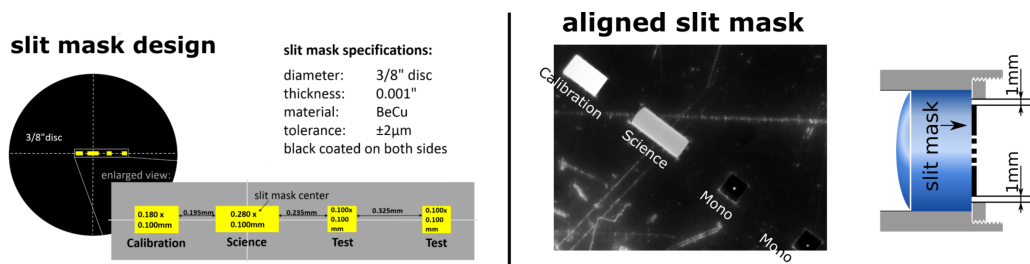 slit mask design
slit mask specifications:
diameter: 3/8" disc
thickness: 0.001"
material: BeCu
tolerance: ±2μm
black coated on both sides
3/8"disc
enlarged view:
slit mask center
0.180 x
0.100mm
0.195mm
0.280 x
0.100mm
0.235mm
0.100x
0.100
mm
0.325mm
0.100x
0.100
mm
Calibration
Science
Test
Test
aligned slit mask
Calibration
Science
Mono
Mono
slit mask
1mm
1mm